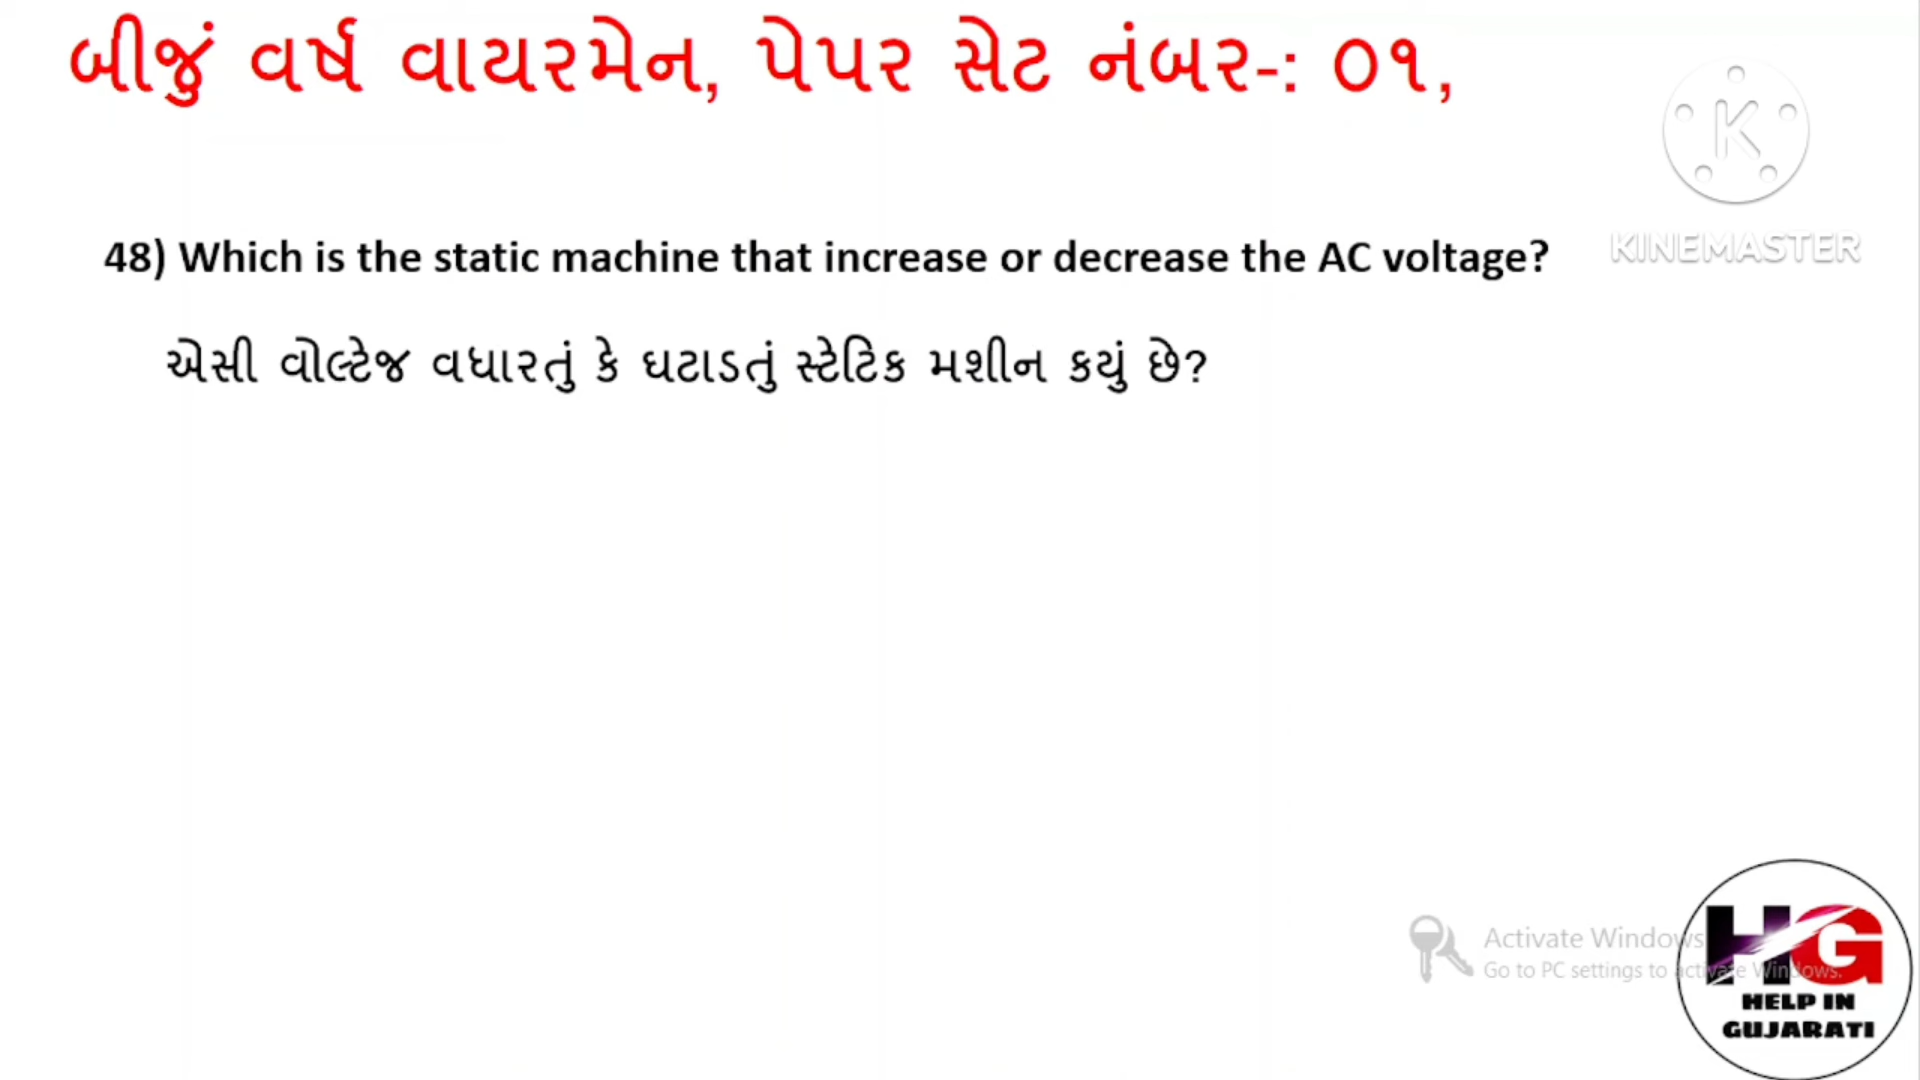 બીજું વર્ષ વાયરમેન, પેપર સેટ નંબર-: ૦૧,
K
KINEMASTER
48) Which is the static machine that increase or decrease the AC voltage?
એસી વોલ્ટેજ વધારતું કે ઘટાડતું સ્ટેટિક મશીન કયું છે?
Activate Windows
Go to PC settings to activate Windows.
HG
HELP IN
GUJARATI